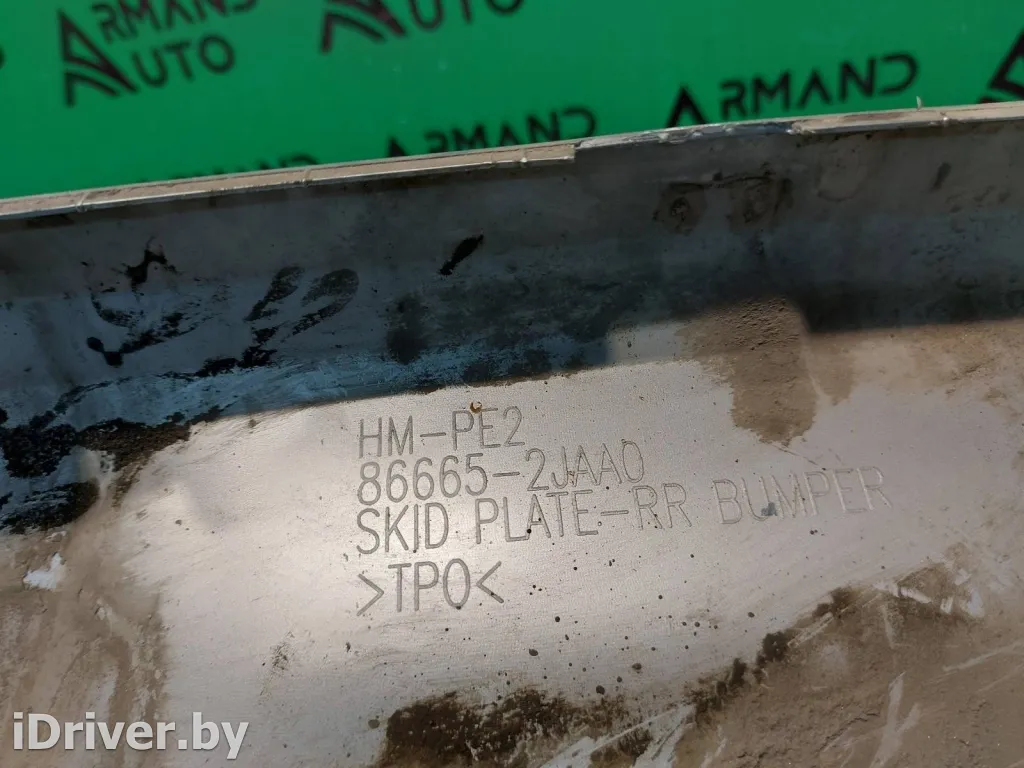 ARMAND
AUTO
ARMAND
ARMAND
HM-PE2
86665-2JAA0
SKID PLATE-RR BUMPER
>TPO<
iDriver.by